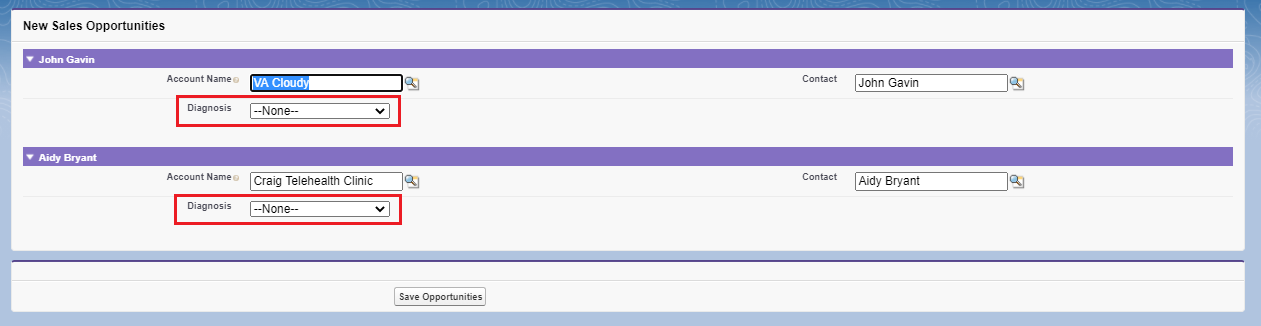 New Sales Opportunities
John Gavin
Account Name VA Cloudy Contact John Gavin
Diagnosis --None--
Aidy Bryant
Account Name Craig Telehealth Clinic Contact Aidy Bryant
Diagnosis --None--
Save Opportunities